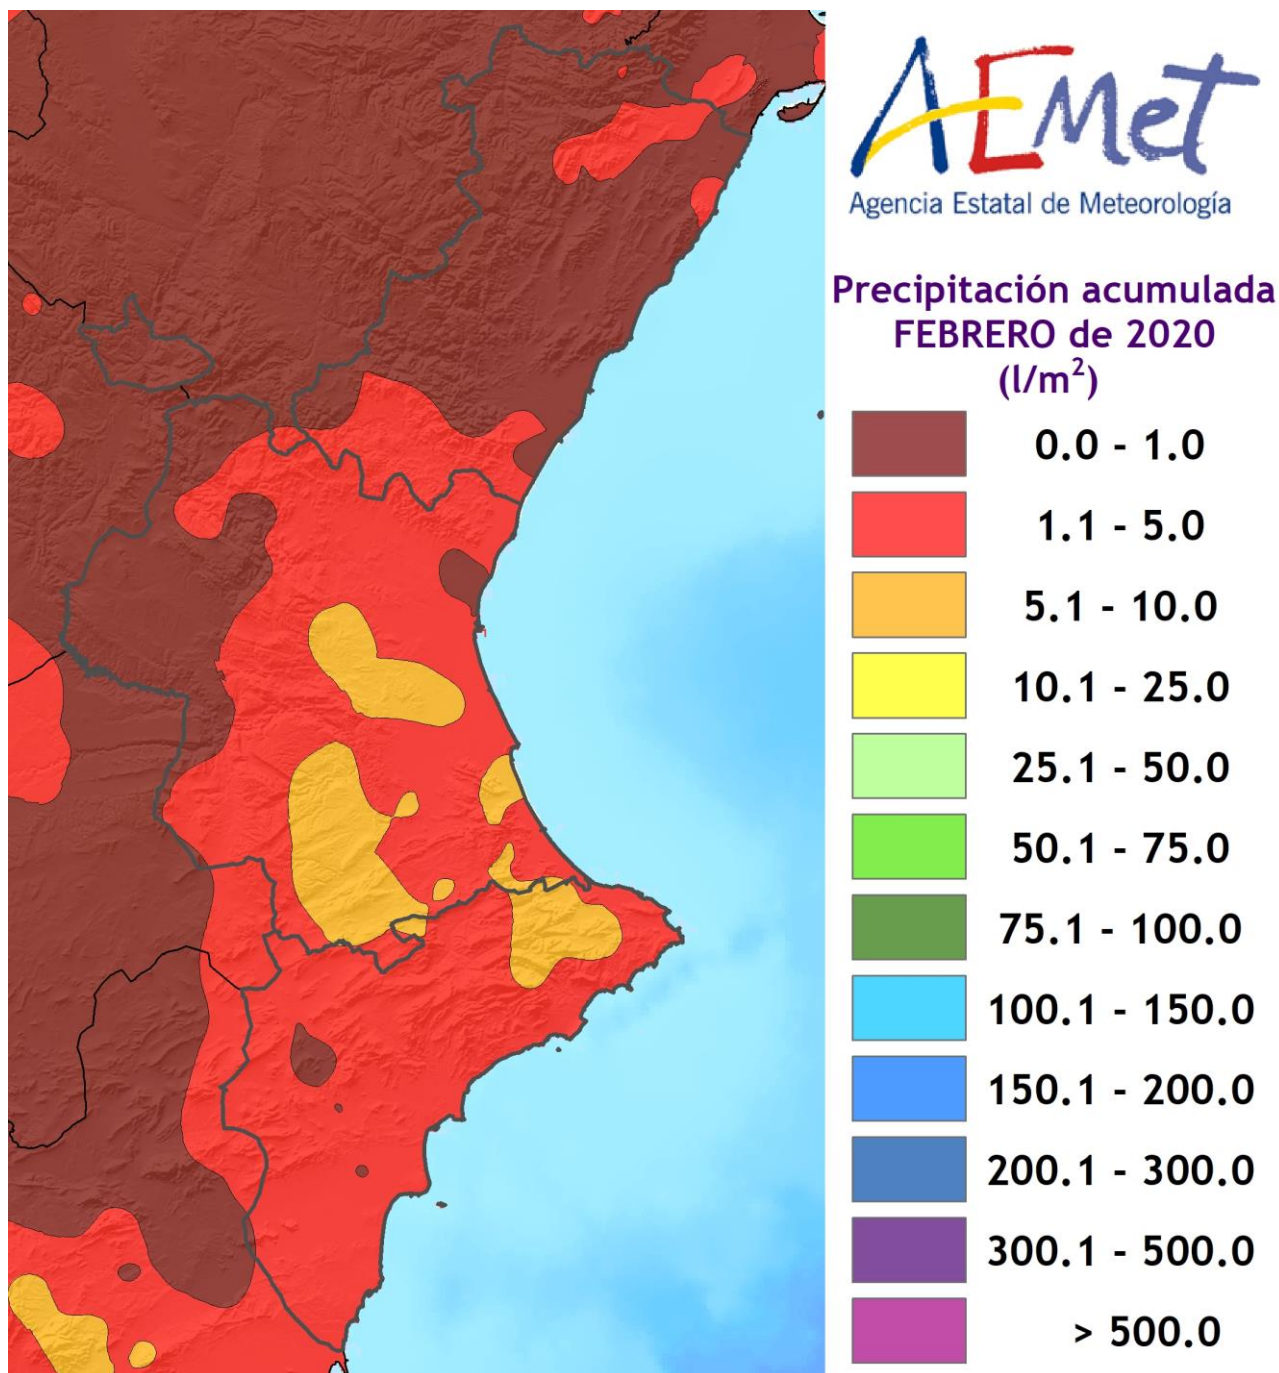 AEMet
Agencia Estatal de Meteorología
Precipitación acumulada
FEBRERO de 2020
(l/m²)
0.0 - 1.0
1.1 - 5.0
5.1 - 10.0
10.1 - 25.0
25.1 - 50.0
50.1 - 75.0
75.1 - 100.0
100.1 - 150.0
150.1 - 200.0
200.1 - 300.0
300.1 - 500.0
> 500.0